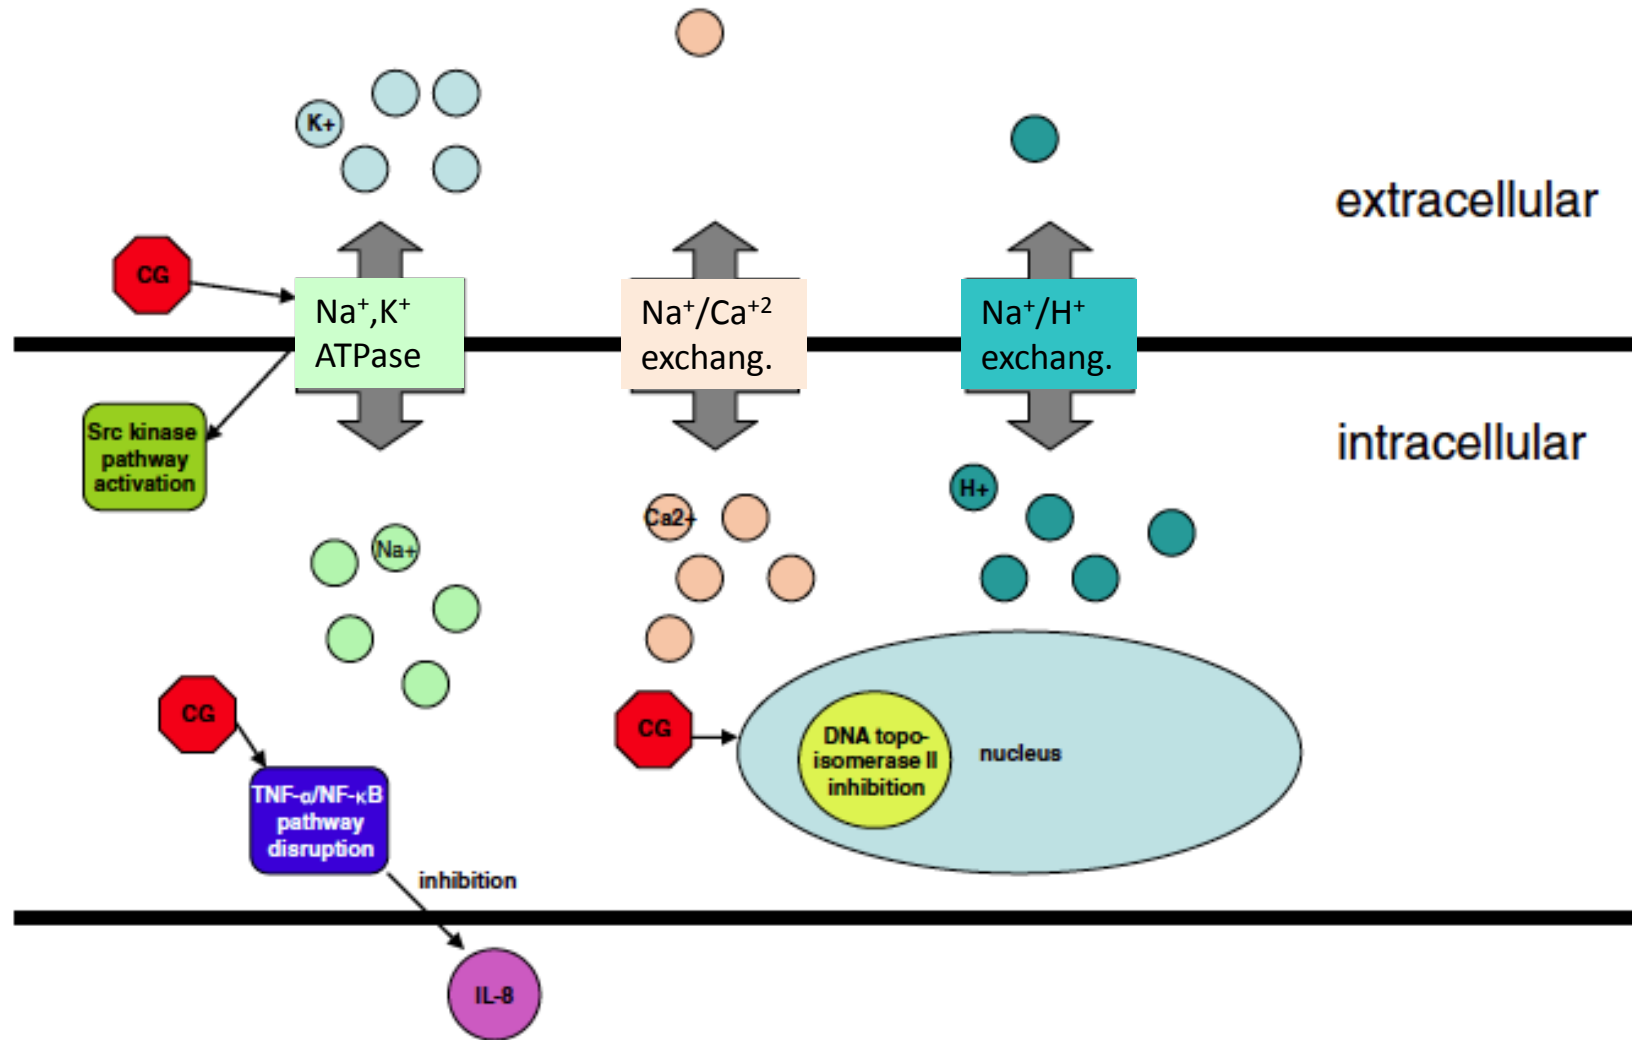 K+
extracellular
CG
Na⁺,K⁺
ATPase
Na⁺/Ca⁺²
exchang.
Na⁺/H⁺
exchang.
Src kinase
pathway
activation
intracellular
H+
Ca2+
Na+
CG
CG
DNA topo-
isomerase II
inhibition
nucleus
TNF-α/NF-κB
pathway
disruption
inhibition
IL-8